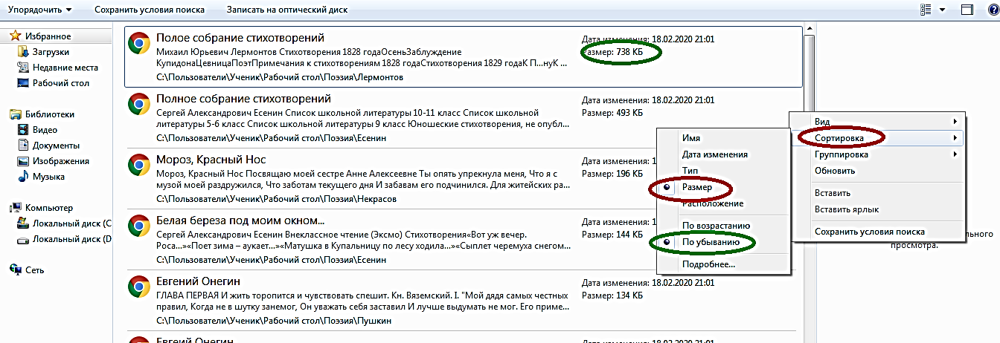 Упорядочить
Сохранить условия поиска
Записать на оптический диск
Избранное
Загрузки
Недавние места
Рабочий стол
Библиотеки
Видео
Документы
Изображения
Музыка
Компьютер
Локальный диск (C
Локальный диск (D
Сеть
Полое собрание стихотворений
Дата изменения: 18.02.2020 21:01
Михаил Юрьевич Лермонтов Стихотворения 1828 годаОсеньЗаблуждение
Размер: 738 КБ
КупидонаЦевницаПоэтПримечания к стихотворениям 1828 годаСтихотворения 1829 годаК П...нуК ...
C:\Пользователи\Ученик\Рабочий стол\Поэзия\Лермонтов
Полное собрание стихотворений
Дата изменения: 18.02.2020 21:01
Сергей Александрович Есенин Список школьной литературы 10-11 класс Список школьной
Размер: 493 КБ
литературы 5-6 класс Список школьной литературы 9 класс Юношеские стихотворения, не опубл...
C:\Пользователи\Ученик\Рабочий стол\Поэзия\Есенин
Мороз, Красный Нос
Дата изменения: 1
Мороз, Красный Нос Посвящаю моей сестре Анне Алексеевне Ты опять упрекнула меня, Что я с
Размер: 196 КБ
музой моей раздружился, Что заботам текущего дня И забавам его подчинился. Для житейских ра...
C:\Пользователи\Ученик\Рабочий стол\Поэзия\Некрасов
Белая береза под моим окном...
Дата изменения: 1
Сергей Александрович Есенин Внеклассное чтение (Эксмо) Стихотворения«Вот уж вечер.
Размер: 144 КБ
Роса...»«Поет зима – аукает...»«Матушка в Купальницу по лесу ходила...»«Сыплет черемуха снегом...
C:\Пользователи\Ученик\Рабочий стол\Поэзия\Есенин
Евгений Онегин
Дата изменения: 18.02.2020 21:01
ГЛАВА ПЕРВАЯ И жить торопится и чувствовать спешит. Кн. Вяземский. I. "Мой дядя самых честных
Размер: 134 КБ
правил, Когда не в шутку занемог, Он уважать себя заставил И лучше выдумать не мог. Его приме...
C:\Пользователи\Ученик\Рабочий стол\Поэзия\Пушкин
Евгений Онегин
Имя
Дата изменения
Тип
Размер
Расположение
По возрастанию
По убыванию
Подробнее...
Вид
Сортировка
Группировка
Обновить
Вставить
Вставить ярлык
Сохранить условия поиска
просмотра.